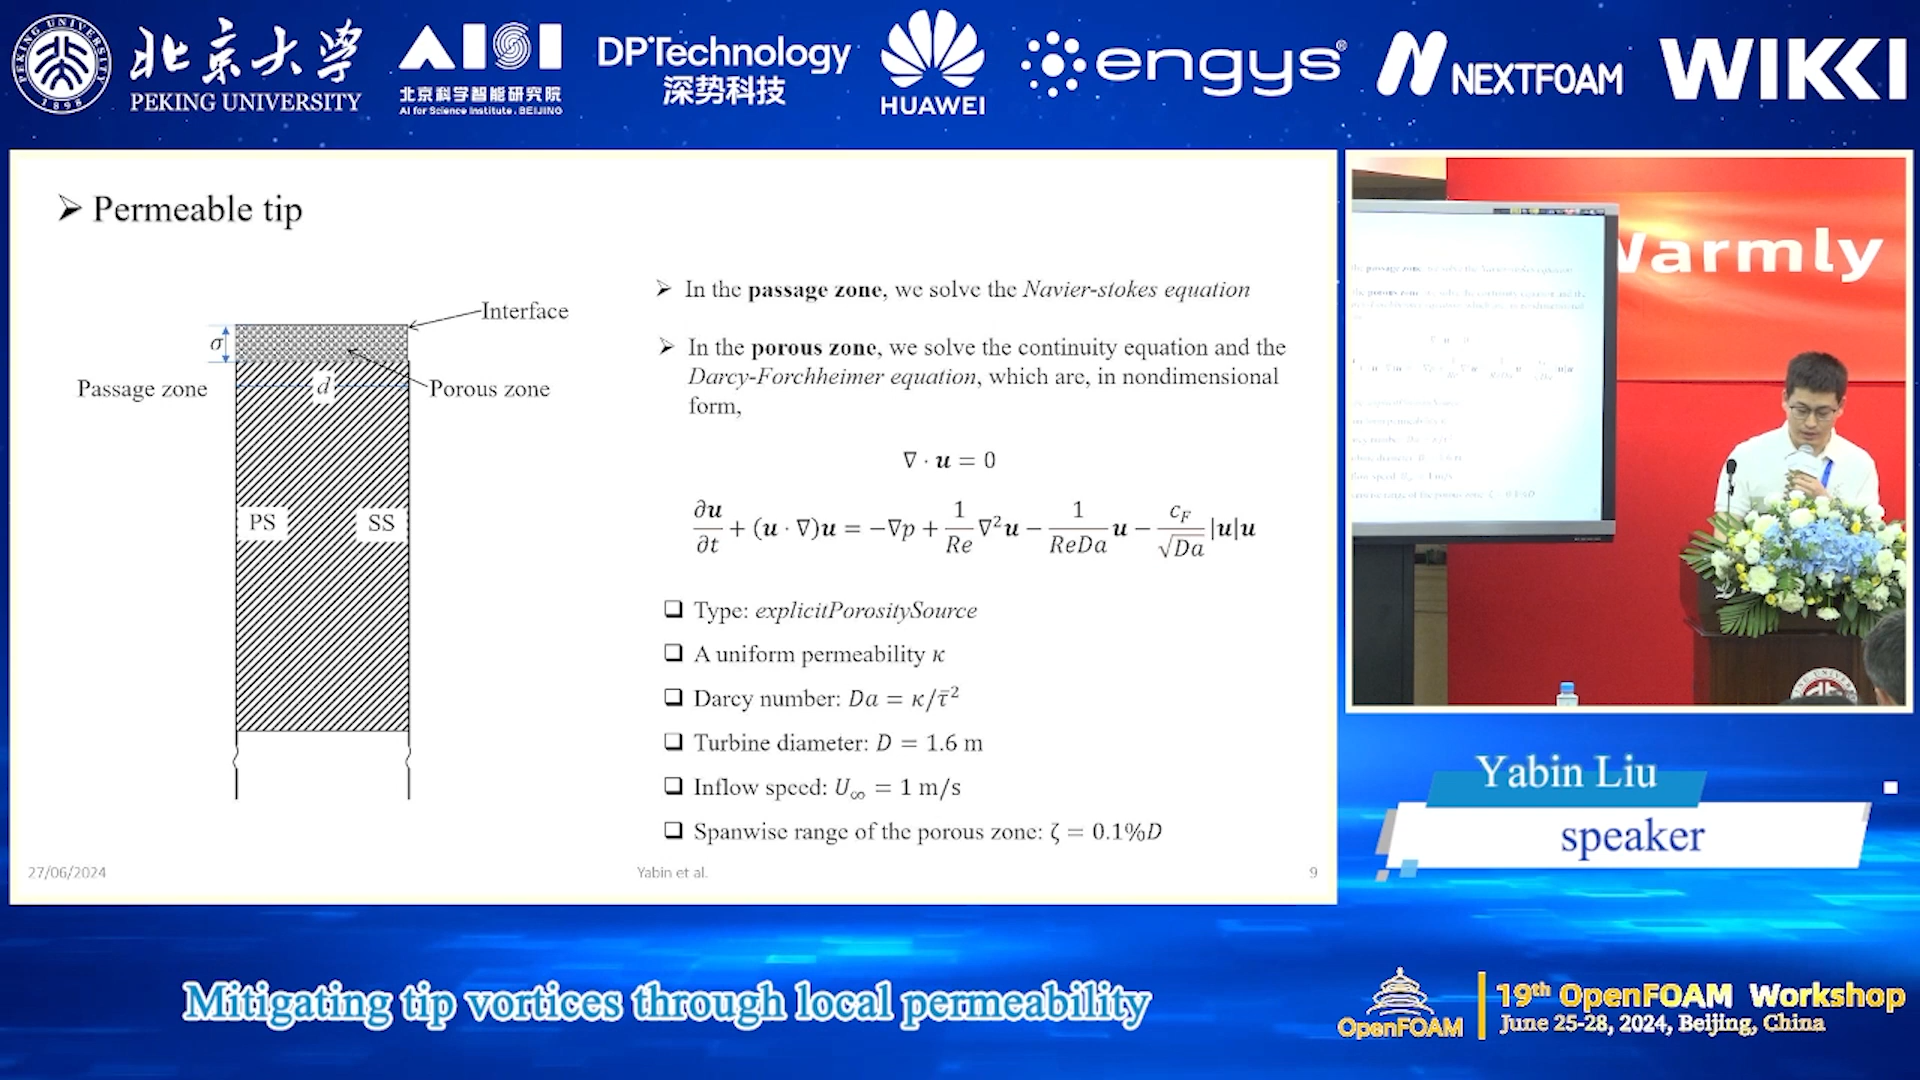 北京大学
PEKING UNIVERSITY
PEKING UNIVERSITY
1898
AISI
北京科学智能研究院
AI for Science Institute, BEIJING
DP Technology
深势科技
HUAWEI
engys®
NEXTFOAM
WIKKI
Permeable tip
Interface
σ
d
Passage zone
Porous zone
PS
SS
In the passage zone, we solve the Navier-stokes equation
In the porous zone, we solve the continuity equation and the
Darcy-Forchheimer equation, which are, in nondimensional
form,
∇ · u = 0
∂u/∂t + (u · ∇)u = −∇p + 1/Re ∇²u − 1/ReDa u − c_F/√Da |u|u
Type: explicitPorositySource
A uniform permeability κ
Darcy number: Da = κ/τ̄²
Turbine diameter: D = 1.6 m
Inflow speed: U∞ = 1 m/s
Spanwise range of the porous zone: ζ = 0.1%D
27/06/2024
Yabin et al.
9
Warmly
Yabin Liu
speaker
Mitigating tip vortices through local permeability
OpenFOAM
19th OpenFOAM Workshop
June 25-28, 2024, Beijing, China